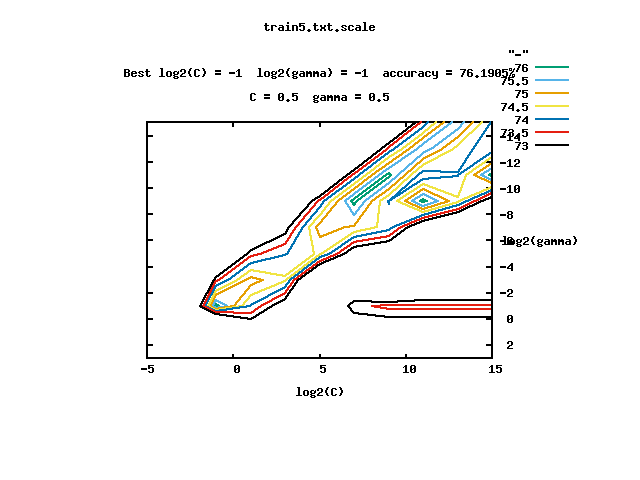 train5.txt.scale
"-"
Best log2(C) = -1 log2(gamma) = -1 accuracy = 76.1905%
76
75.5
C = 0.5 gamma = 0.5
75
74.5
74
73.5
-14
73
-12
-10
-8
-6
log2(gamma)
-4
-2
0
2
-5 0 5 10 15
log2(C)